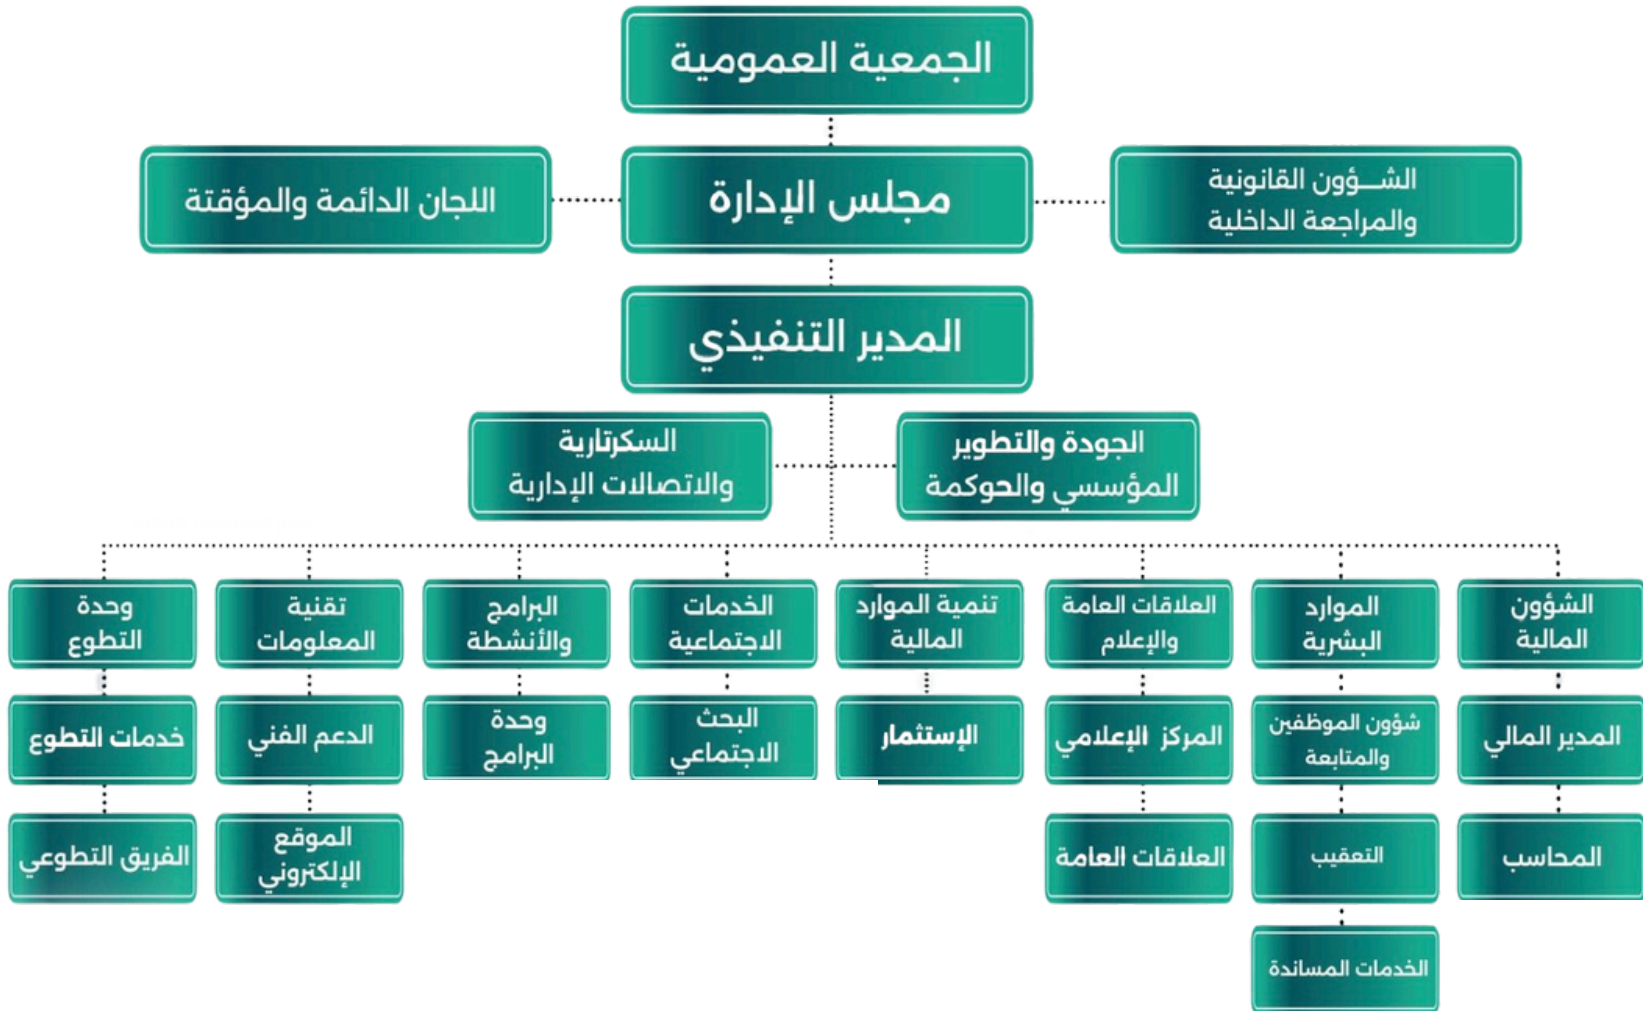 الجمعية العمومية
الشـؤون القانونية
والمراجعة الداخلية
مجلس الإدارة
اللجان الدائمة والمؤقتة
المدير التنفيذي
الجودة والتطوير
المؤسسي والحوكمة
السكرتارية
والاتصالات الإدارية
الشؤون
المالية
الموارد
البشرية
العلاقات العامة
والإعلام
تنمية الموارد
المالية
الخدمات
الاجتماعية
البرامج
والأنشطة
تقنية
المعلومات
وحدة
التطوع
المدير المالي
شؤون الموظفين
والمتابعة
المركز الإعلامي
الإستثمار
البحث
الاجتماعي
وحدة
البرامج
الدعم الفني
خدمات التطوع
المحاسب
التعقيب
العلاقات العامة
الموقع
الإلكتروني
الفريق التطوعي
الخدمات المساندة